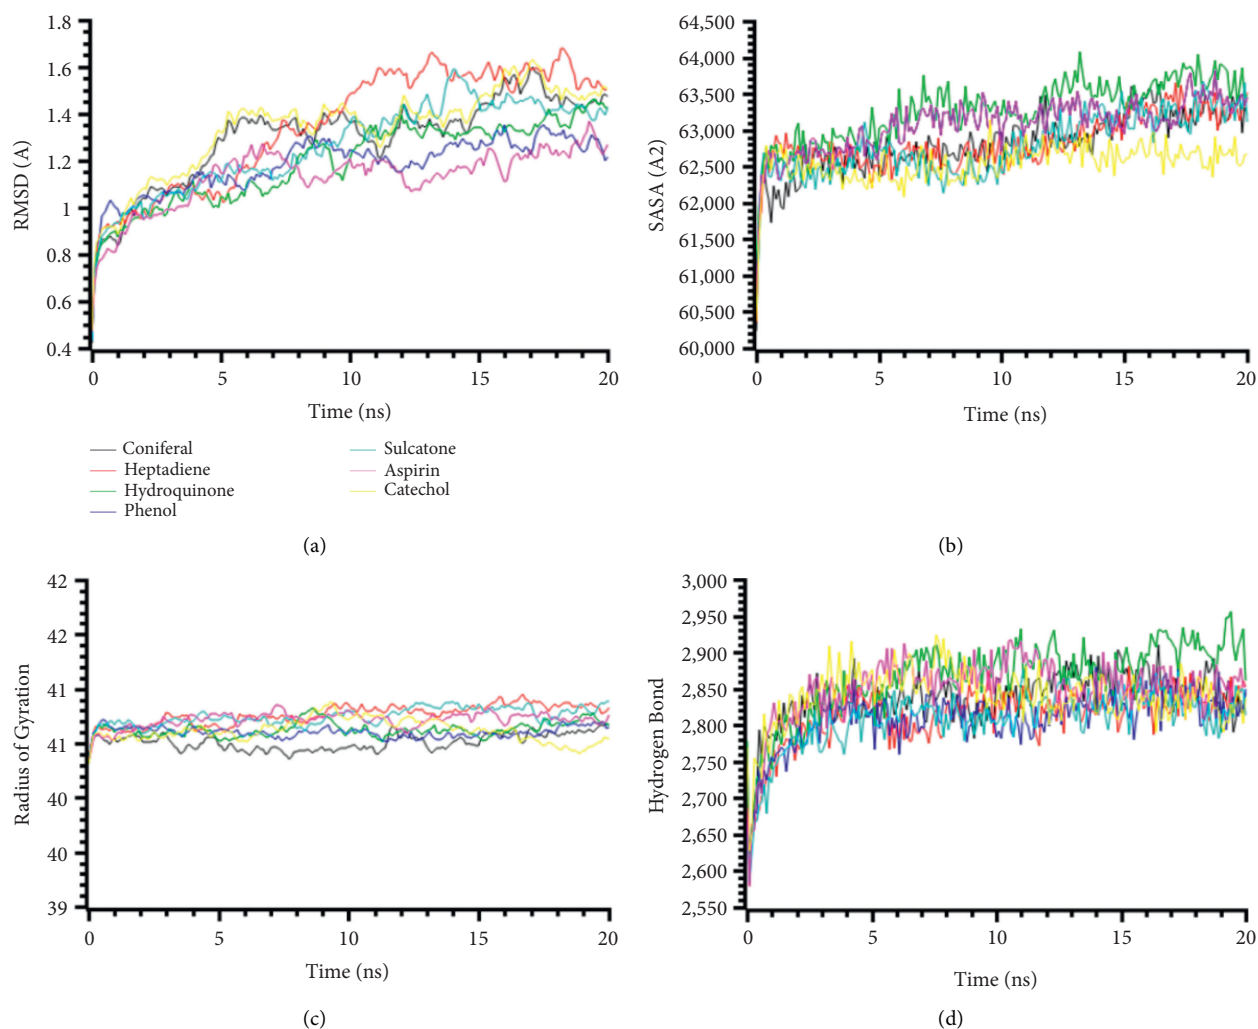 1.8
1.6
1.4
1.2
1
0.8
0.6
0.4
RMSD (A)
0
5
10
15
20
Time (ns)
Coniferal
Heptadiene
Hydroquinone
Phenol
Sulcatone
Aspirin
Catechol
(a)
64,500
64,000
63,500
63,000
62,500
62,000
61,500
61,000
60,500
60,000
SASA (A2)
0
5
10
15
20
Time (ns)
(b)
42
42
41
41
40
40
39
Radius of Gyration
0
5
10
15
20
Time (ns)
(c)
3,000
2,950
2,900
2,850
2,800
2,750
2,700
2,650
2,600
2,550
Hydrogen Bond
0
5
10
15
20
Time (ns)
(d)